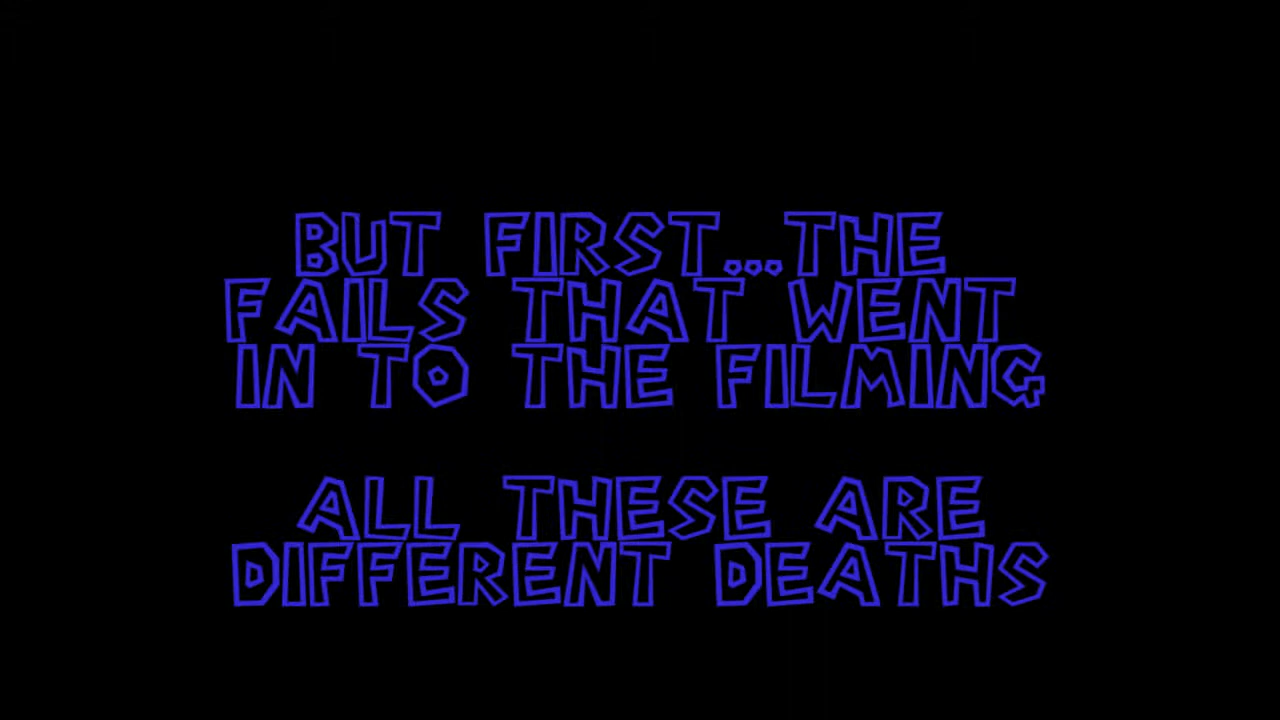 BUT FIRST...THE
FAILS THAT WENT
IN TO THE FILMING
ALL THESE ARE
DIFFERENT DEATHS